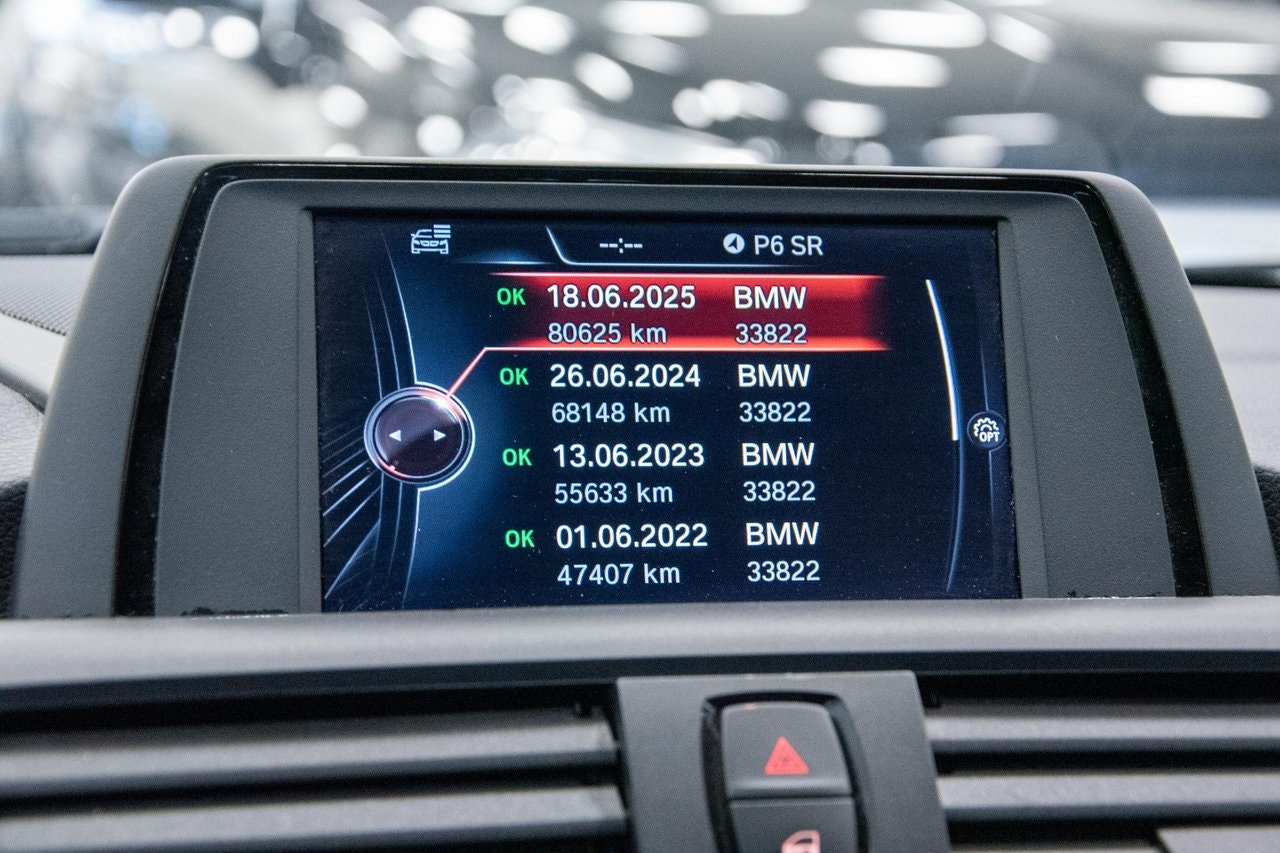 --:-- P6 SR
OK 18.06.2025 BMW
80625 km 33822
OK 26.06.2024 BMW
68148 km 33822
OK 13.06.2023 BMW
55633 km 33822
OPT
OK 01.06.2022 BMW
47407 km 33822